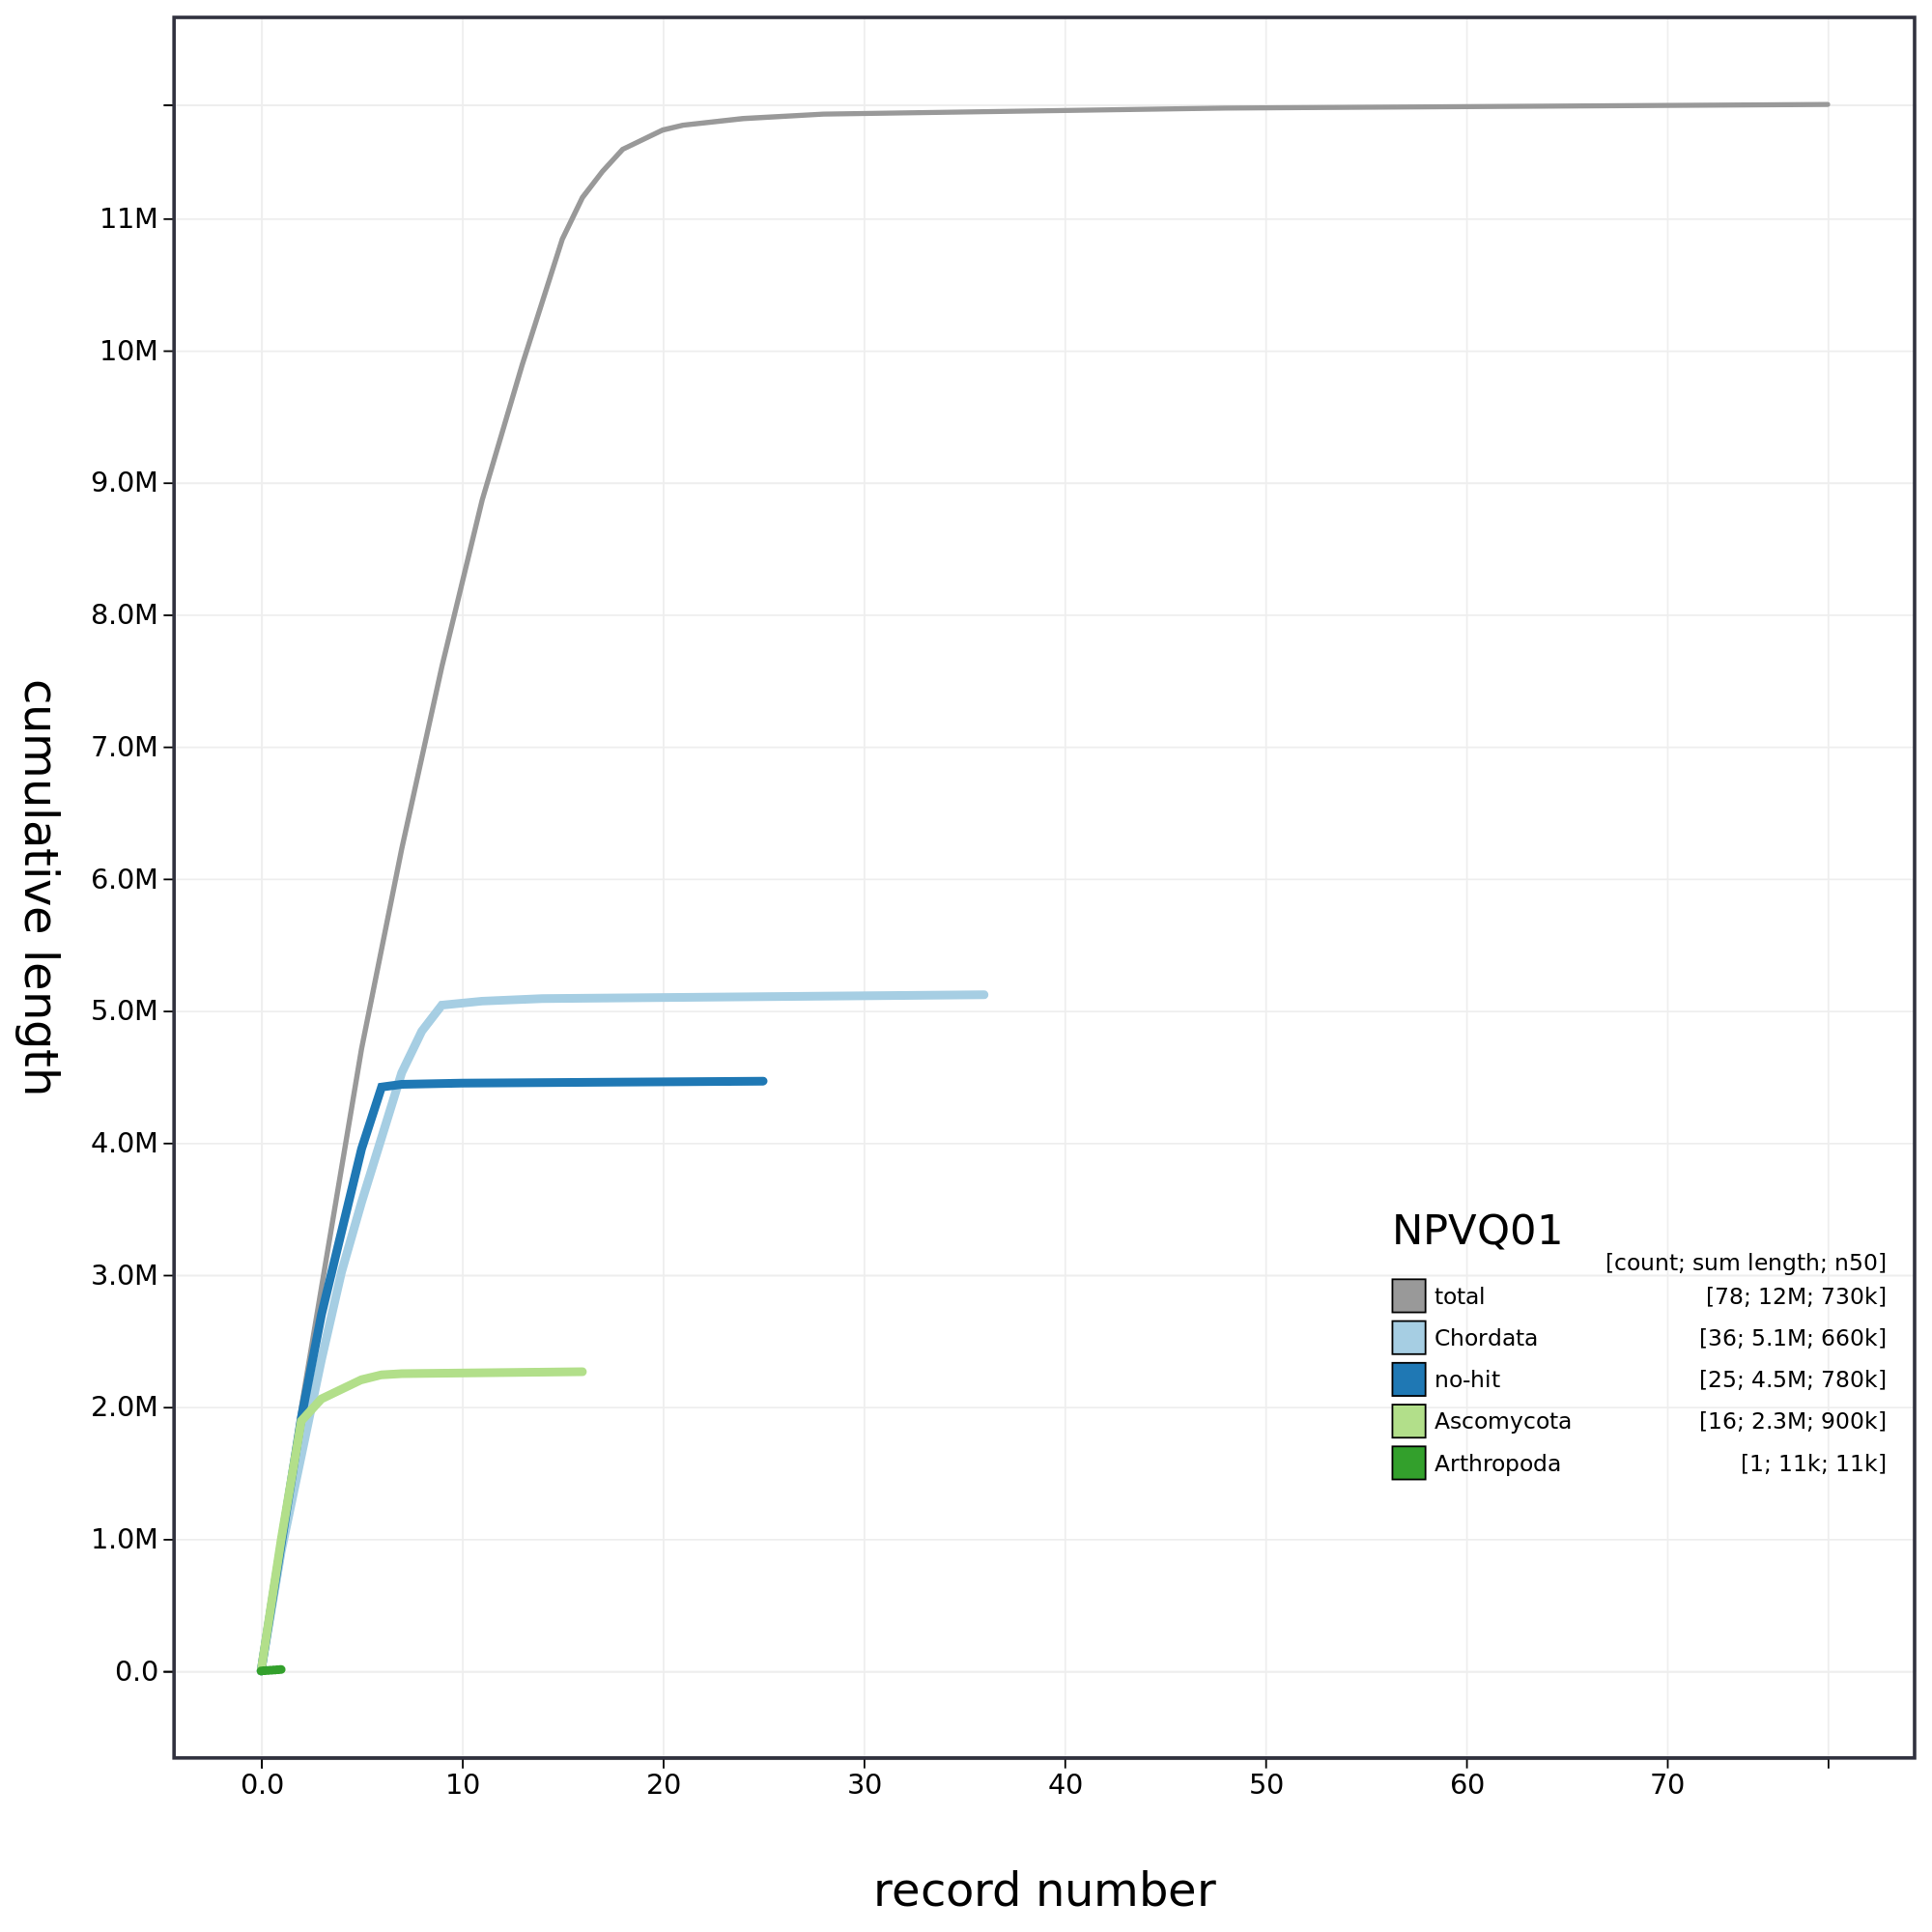 cumulative length
11M
10M
9.0M
8.0M
7.0M
6.0M
5.0M
4.0M
3.0M
2.0M
1.0M
0.0
0.0 10 20 30 40 50 60 70
record number
NPVQ01
[count; sum length; n50]
total [78; 12M; 730k]
Chordata [36; 5.1M; 660k]
no-hit [25; 4.5M; 780k]
Ascomycota [16; 2.3M; 900k]
Arthropoda [1; 11k; 11k]